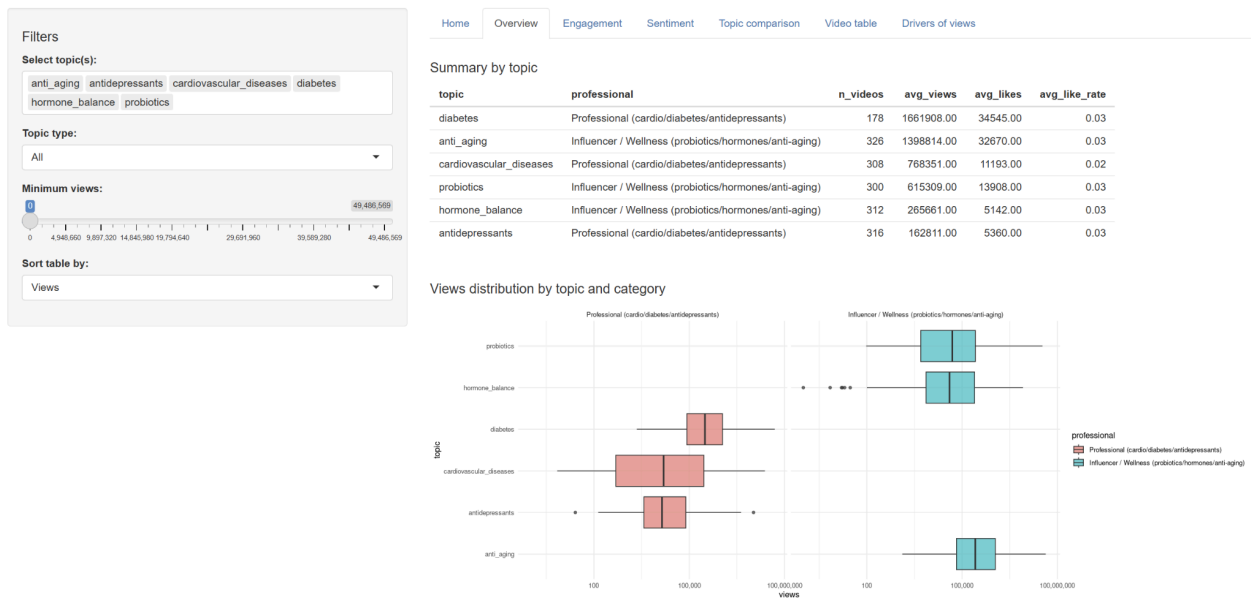 Filters
Select topic(s):
anti_aging antidepressants cardiovascular_diseases diabetes
hormone_balance probiotics
Topic type:
All
Minimum views:
0 49,486,569
0 4,948,660 9,897,320 14,845,980 19,794,640 29,691,960 39,589,280 49,486,569
Sort table by:
Views
Home Overview Engagement Sentiment Topic comparison Video table Drivers of views
Summary by topic
topic professional n_videos avg_views avg_likes avg_like_rate
diabetes Professional (cardio/diabetes/antidepressants) 178 1661908.00 34545.00 0.03
anti_aging Influencer / Wellness (probiotics/hormones/anti-aging) 326 1398814.00 32670.00 0.03
cardiovascular_diseases Professional (cardio/diabetes/antidepressants) 308 768351.00 11193.00 0.02
probiotics Influencer / Wellness (probiotics/hormones/anti-aging) 300 615309.00 13908.00 0.03
hormone_balance Influencer / Wellness (probiotics/hormones/anti-aging) 312 265661.00 5142.00 0.03
antidepressants Professional (cardio/diabetes/antidepressants) 316 162811.00 5360.00 0.03
Views distribution by topic and category
Professional (cardio/diabetes/antidepressants) Influencer / Wellness (probiotics/hormones/anti-aging)
probiotics
hormone_balance
diabetes
cardiovascular_diseases
antidepressants
anti_aging
topic
100 100,000 100,000,000 100 100,000 100,000,000
views
professional
Professional (cardio/diabetes/antidepressants)
Influencer / Wellness (probiotics/hormones/anti-aging)